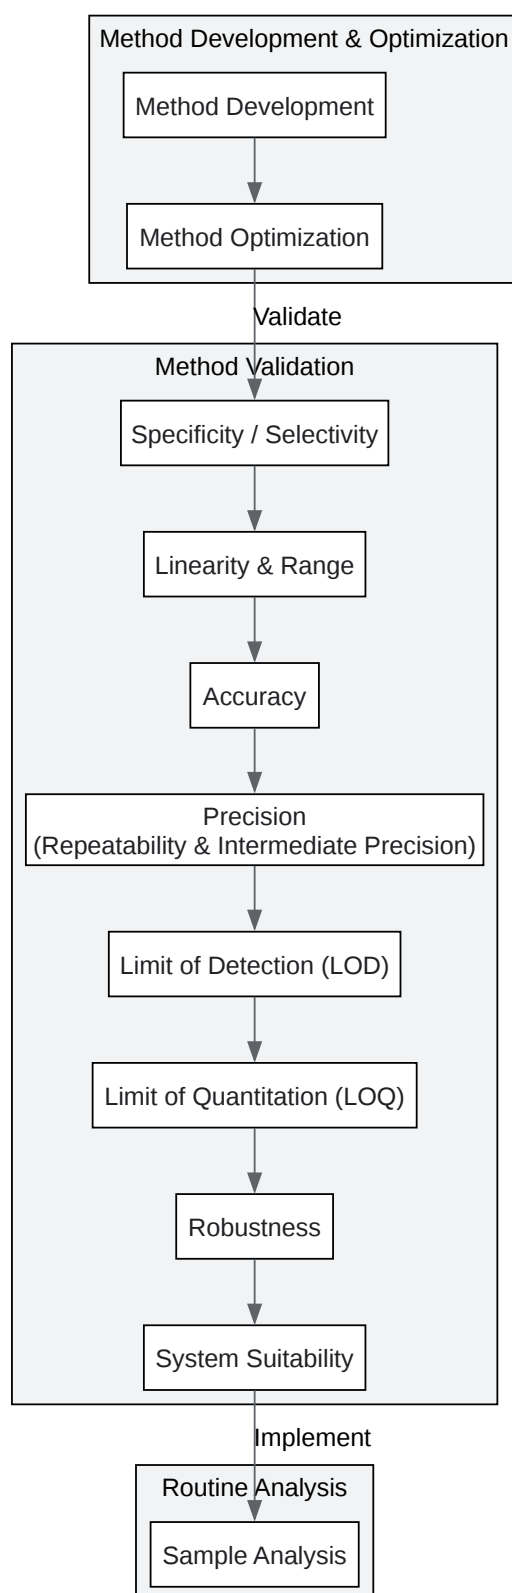 Method Development & Optimization
Method Development
Method Optimization
Validate
Method Validation
Specificity / Selectivity
Linearity & Range
Accuracy
Precision
(Repeatability & Intermediate Precision)
Limit of Detection (LOD)
Limit of Quantitation (LOQ)
Robustness
System Suitability
Implement
Routine Analysis
Sample Analysis